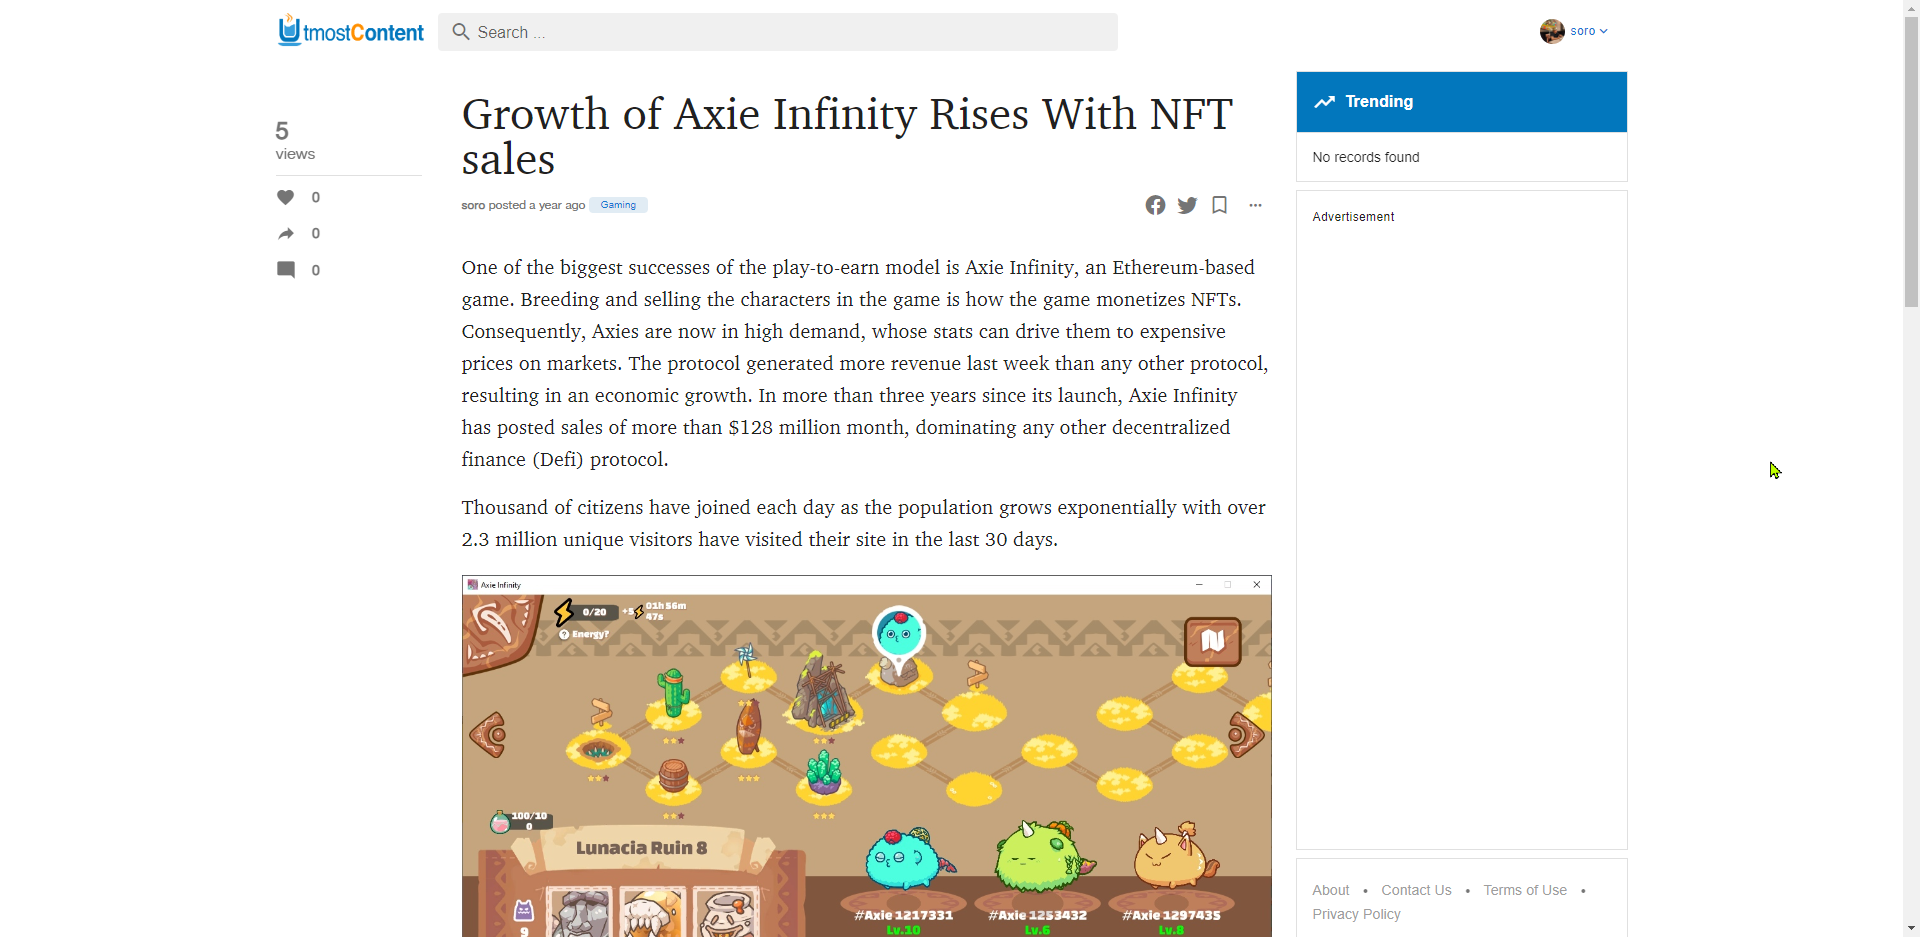 UtmostContent
Search ...
soro
5
views
0
0
0
Growth of Axie Infinity Rises With NFT
sales
soro posted a year ago Gaming
One of the biggest successes of the play-to-earn model is Axie Infinity, an Ethereum-based
game. Breeding and selling the characters in the game is how the game monetizes NFTs.
Consequently, Axies are now in high demand, whose stats can drive them to expensive
prices on markets. The protocol generated more revenue last week than any other protocol,
resulting in an economic growth. In more than three years since its launch, Axie Infinity
has posted sales of more than $128 million month, dominating any other decentralized
finance (Defi) protocol.
Thousand of citizens have joined each day as the population grows exponentially with over
2.3 million unique visitors have visited their site in the last 30 days.
Axie Infinity
0/20 +5 01h 56m
47s
? Energy?
100/10
0
Lunacia Ruin 8
9
#Axie 1217331 #Axie 1253432 #Axie 1297435
Lv.10 Lv.6 Lv.8
Trending
No records found
Advertisement
About • Contact Us • Terms of Use •
Privacy Policy